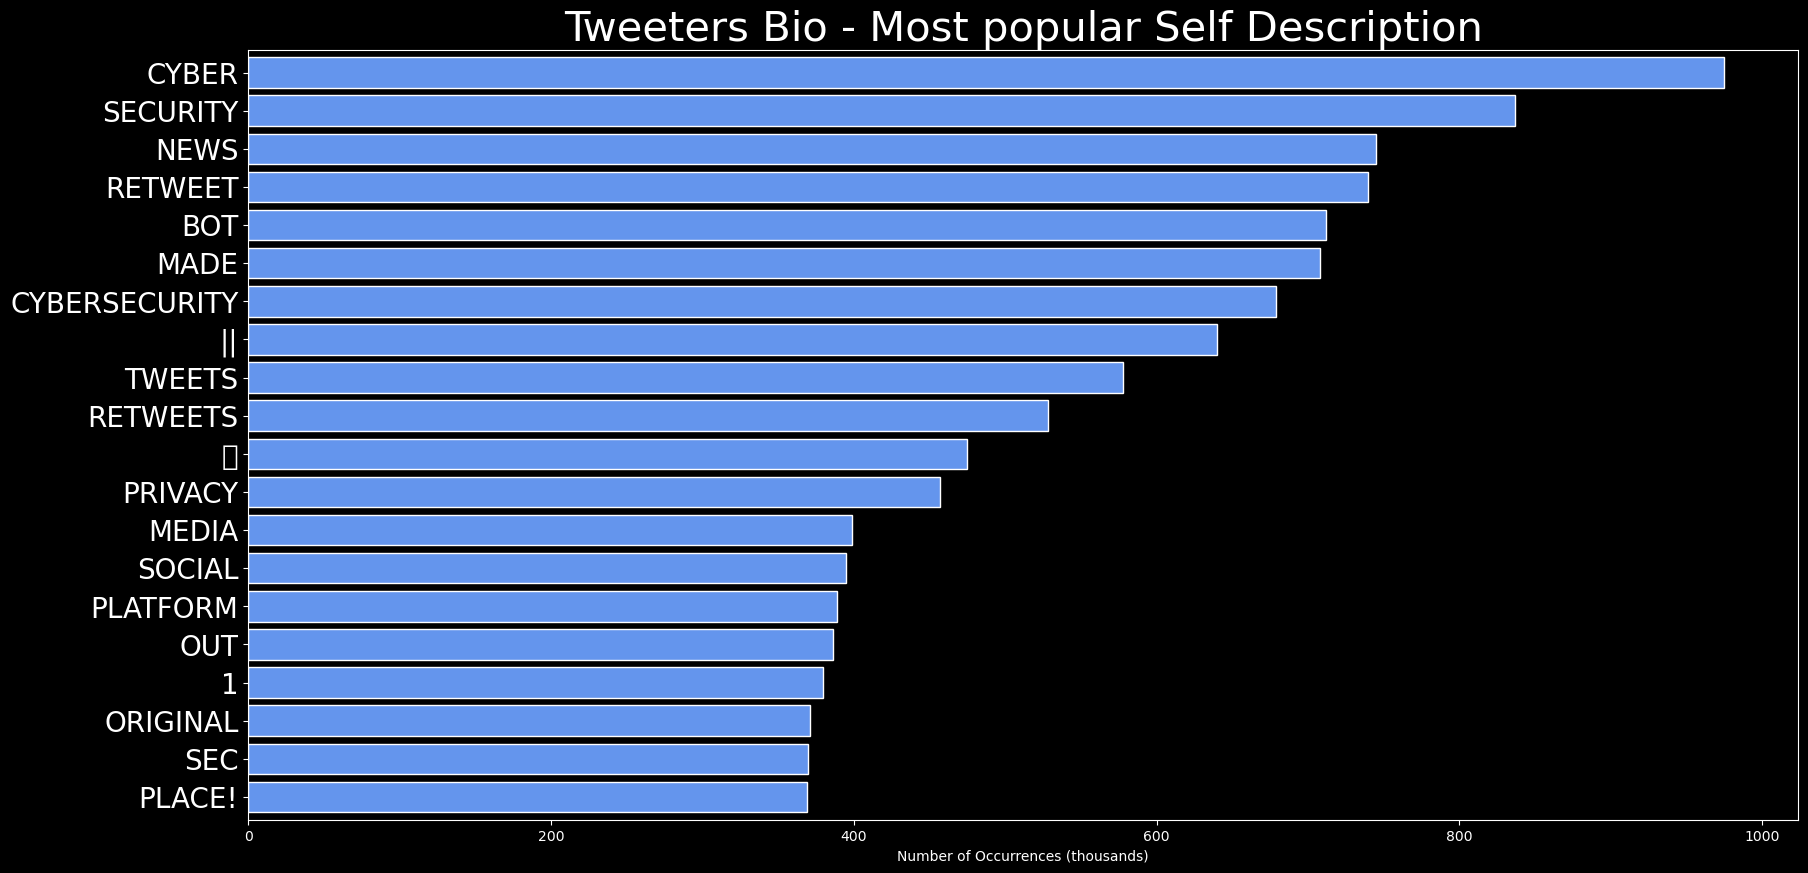 Tweeters Bio - Most popular Self Description
CYBER
SECURITY
NEWS
RETWEET
BOT
MADE
CYBERSECURITY
||
TWEETS
RETWEETS
PRIVACY
MEDIA
SOCIAL
PLATFORM
OUT
1
ORIGINAL
SEC
PLACE!
0 200 400 600 800 1000
Number of Occurrences (thousands)